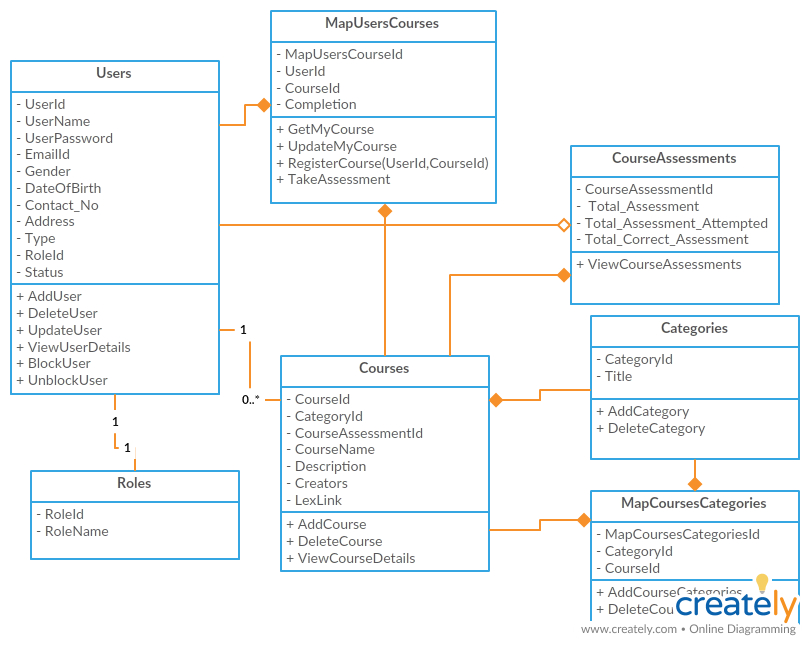 MapUsersCourses
- MapUsersCourseId
- UserId
- CourseId
- Completion
+ GetMyCourse
+ UpdateMyCourse
+ RegisterCourse(UserId,CourseId)
+ TakeAssessment
Users
- UserId
- UserName
- UserPassword
- EmailId
- Gender
- DateOfBirth
- Contact_No
- Address
- Type
- RoleId
- Status
+ AddUser
+ DeleteUser
+ UpdateUser
+ ViewUserDetails
+ BlockUser
+ UnblockUser
CourseAssessments
- CourseAssessmentId
- Total_Assessment
- Total_Assessment_Attempted
- Total_Correct_Assessment
+ ViewCourseAssessments
1
0..*
1
1
Roles
- RoleId
- RoleName
Courses
- CourseId
- CategoryId
- CourseAssessmentId
- CourseName
- Description
- Creators
- LexLink
+ AddCourse
+ DeleteCourse
+ ViewCourseDetails
Categories
- CategoryId
- Title
+ AddCategory
+ DeleteCategory
MapCoursesCategories
- MapCoursesCategoriesId
- CategoryId
- CourseId
+ AddCourseCategories
+ DeleteCou
creately
www.creately.com • Online Diagramming